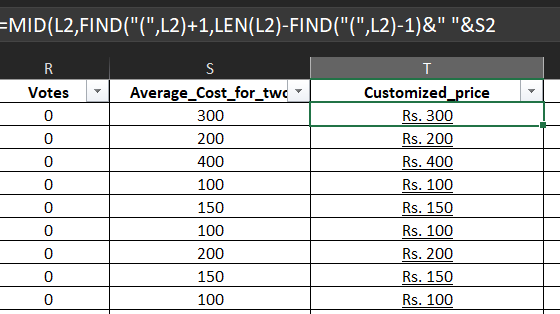 =MID(L2,FIND("(",L2)+1,LEN(L2)-FIND("(",L2)-1)&" "&S2
R S T
Votes Average_Cost_for_two Customized_price
0 300 Rs. 300
0 200 Rs. 200
0 400 Rs. 400
0 100 Rs. 100
0 150 Rs. 150
0 100 Rs. 100
0 200 Rs. 200
0 150 Rs. 150
0 100 Rs. 100